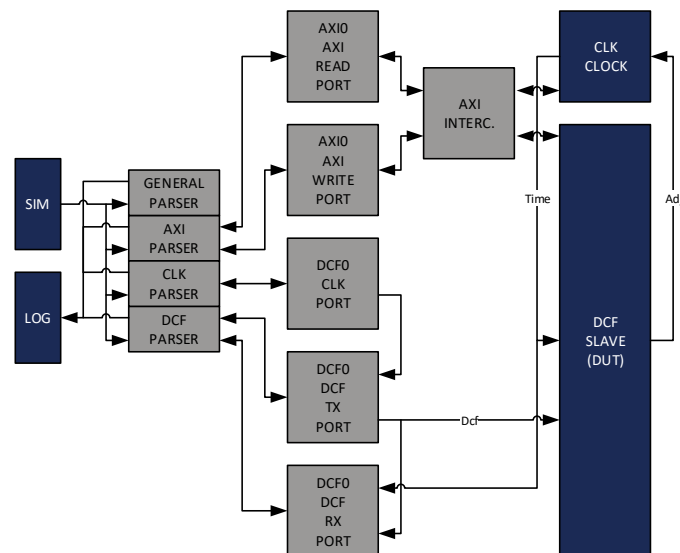 AXI0
AXI
READ
PORT
CLK
CLOCK
AXI
INTERC.
AXI0
AXI
WRITE
PORT
SIM
GENERAL
PARSER
AXI
PARSER
CLK
PARSER
DCF
PARSER
LOG
Time
Ad
DCF0
CLK
PORT
DCF
SLAVE
(DUT)
DCF0
DCF
TX
PORT
Dcf
DCF0
DCF
RX
PORT